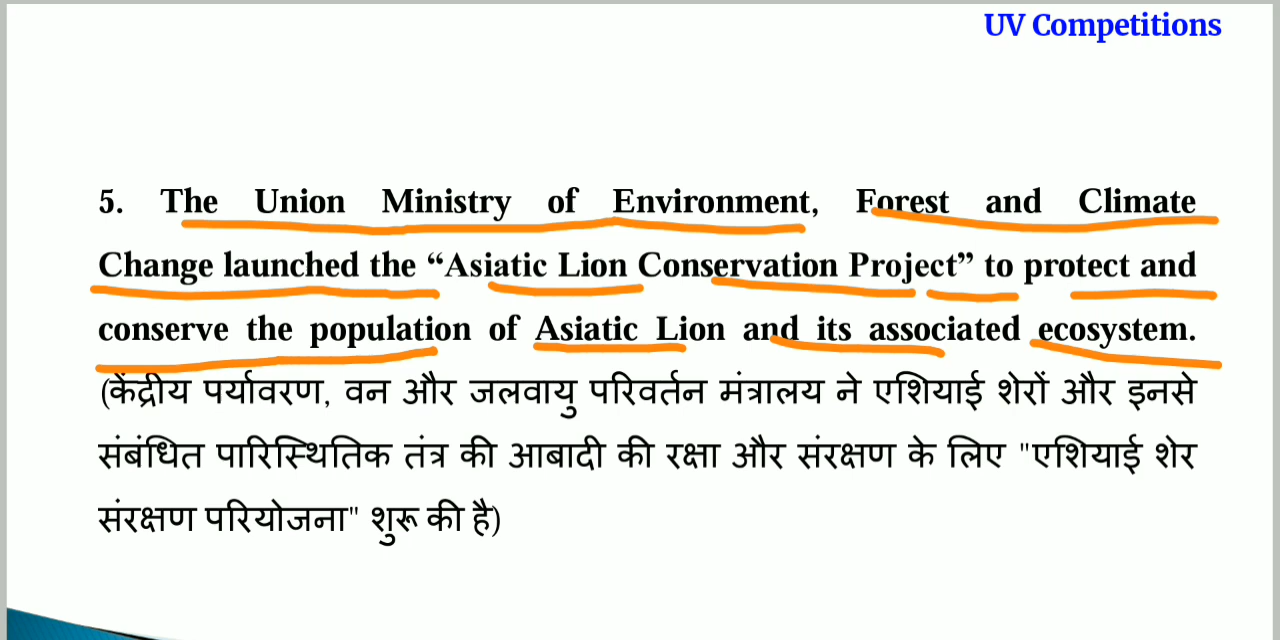 UV Competitions
5. The Union Ministry of Environment, Forest and Climate
Change launched the “Asiatic Lion Conservation Project” to protect and
conserve the population of Asiatic Lion and its associated ecosystem.
(केंद्रीय पर्यावरण, वन और जलवायु परिवर्तन मंत्रालय ने एशियाई शेरों और इनसे
संबंधित पारिस्थितिक तंत्र की आबादी की रक्षा और संरक्षण के लिए "एशियाई शेर
संरक्षण परियोजना" शुरू की है)